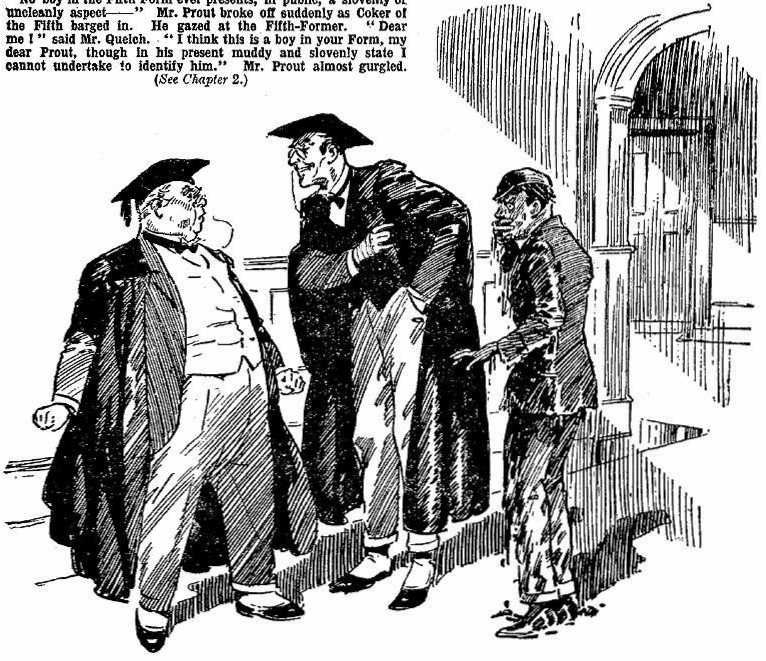 No boy in the Fifth Form ever presents, in public, a slovenly or
uncleanly aspect——” Mr. Prout broke off suddenly as Coker of
the Fifth barged in. He gazed at the Fifth-Former. “ Dear
me ! ” said Mr. Quelch. “ I think this is a boy in your Form, my
dear Prout, though in his present muddy and slovenly state I
cannot undertake to identify him.” Mr. Prout almost gurgled.
(See Chapter 2.)